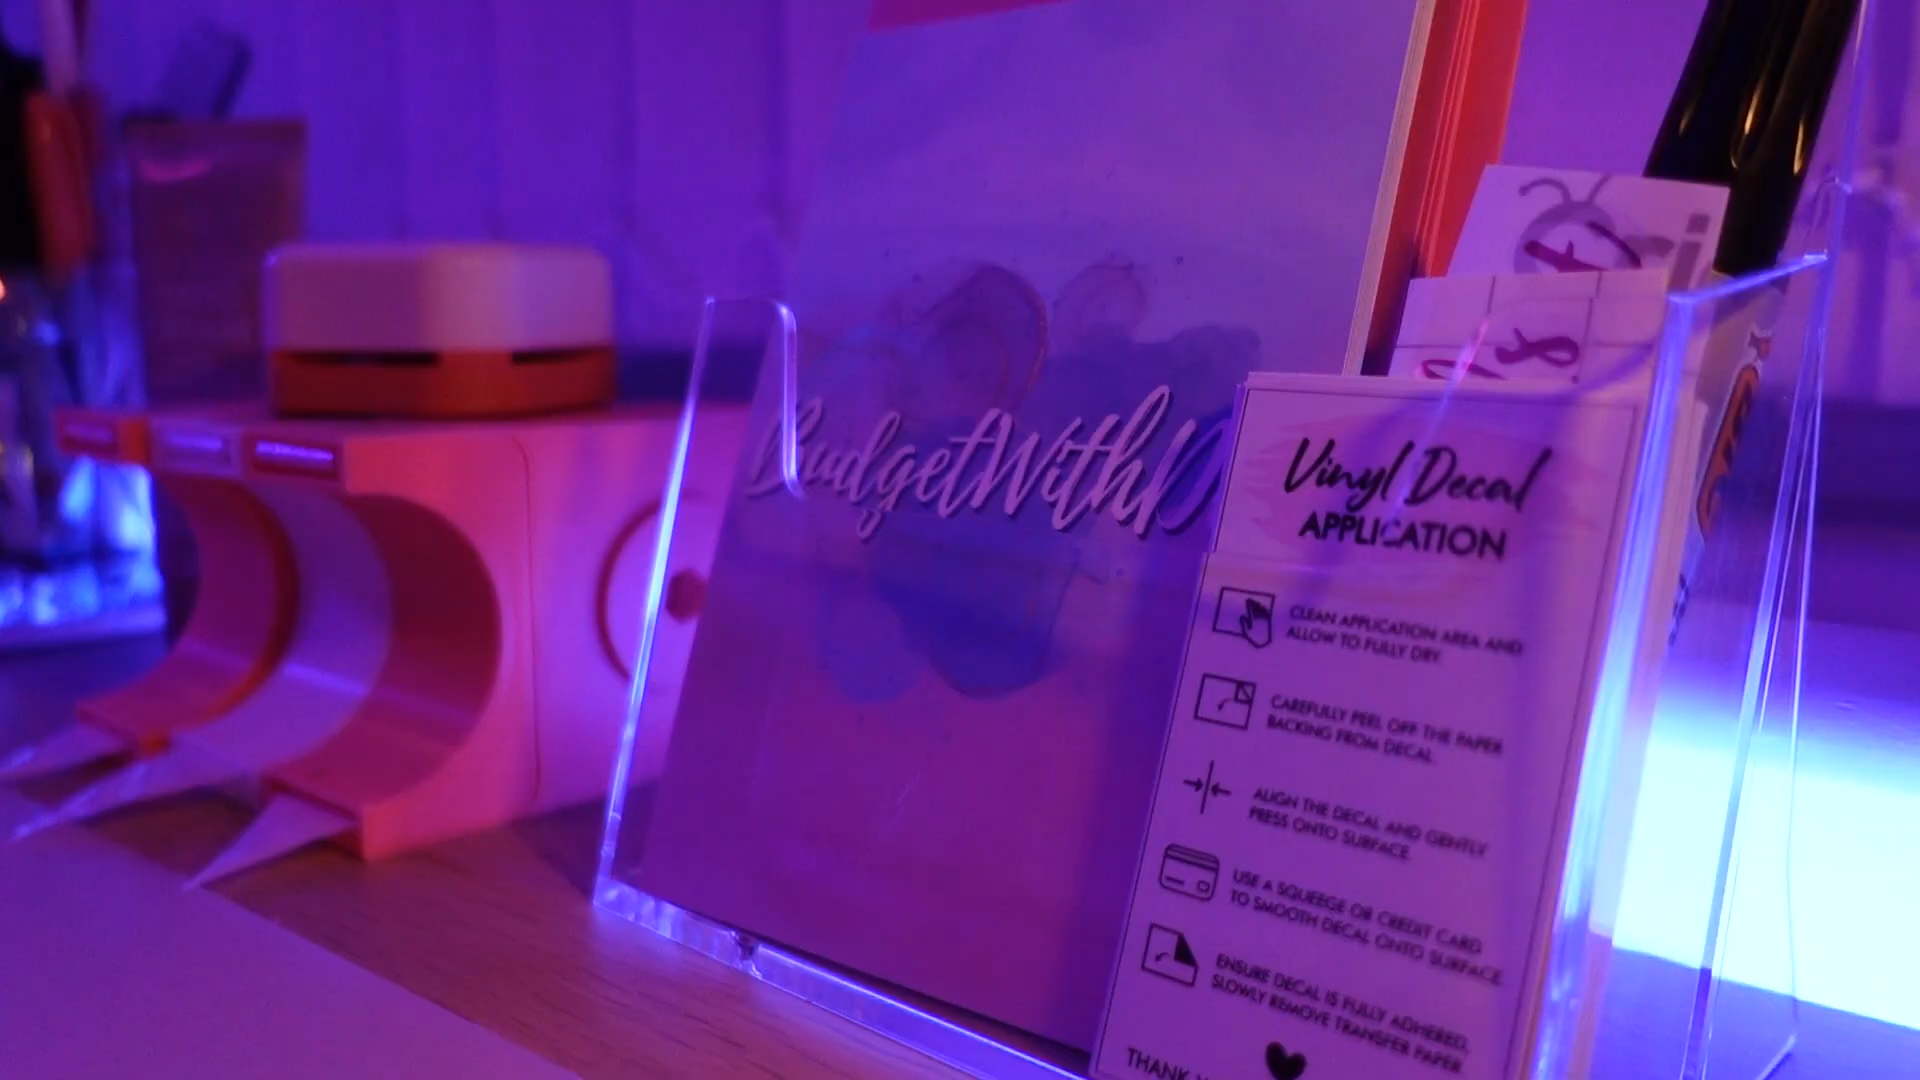 BudgetWithD
Vinyl Decal
APPLICATION
CLEAN APPLICATION AREA AND
ALLOW TO FULLY DRY.
CAREFULLY PEEL OFF THE PAPER
BACKING FROM DECAL
ALIGN THE DECAL AND GENTLY
PRESS ONTO SURFACE.
USE A SQUEEGE OR CREDIT CARD
TO SMOOTH DECAL ONTO SURFACE.
ENSURE DECAL IS FULLY ADHERED,
SLOWLY REMOVE TRANSFER PAPER
THANK